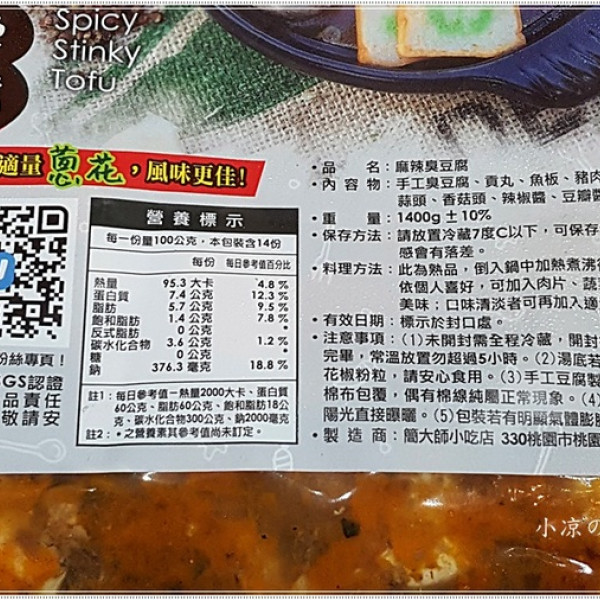 Spicy
Stinky
Tofu
適量蔥花，風味更佳!
營養標示
每一份量100公克，本包裝含14份
每份 每日參考值百分比
熱量 95.3 大卡 4.8 %
蛋白質 7.4 公克 12.3 %
脂肪 5.7 公克 9.5 %
飽和脂肪 1.4 公克 7.8 %
反式脂肪 0 公克 *
碳水化合物 3.6 公克 1.2 %
糖 0 公克 *
鈉 376.3 毫克 18.8 %
註1：每日參考值－熱量2000大卡、蛋白質
60公克、脂肪60公克、飽和脂肪18公
克、碳水化合物300公克、鈉2000毫克
註2：*之營養素其參考值尚未訂定。
粉絲專頁！
SGS認證
品責任
敬請安
•品 名：麻辣臭豆腐
•內容物：手工臭豆腐、貢丸、魚板、豬肉
蒜頭、香菇頭、辣椒醬、豆瓣醬
•重 量：1400g±10%
•保存方法：請放置冷藏7度C以下，可保存
感會有落差。
•料理方法：此為熟品，倒入鍋中加熱煮沸
依個人喜好，可加入肉片、蔬
美味；口味清淡者可再加入適
•有效日期：標示於封口處。
•注意事項：(1)未開封需全程冷藏，開封
完畢，常溫放置勿超過5小時。(2)湯底若
花椒粉粒，請安心食用。(3)手工豆腐製
棉布包覆，偶有棉線純屬正常現象。(4)
陽光直接曝曬。(5)包裝若有明顯氣體膨
•製造商：簡大師小吃店 330桃園市桃園
小凉の